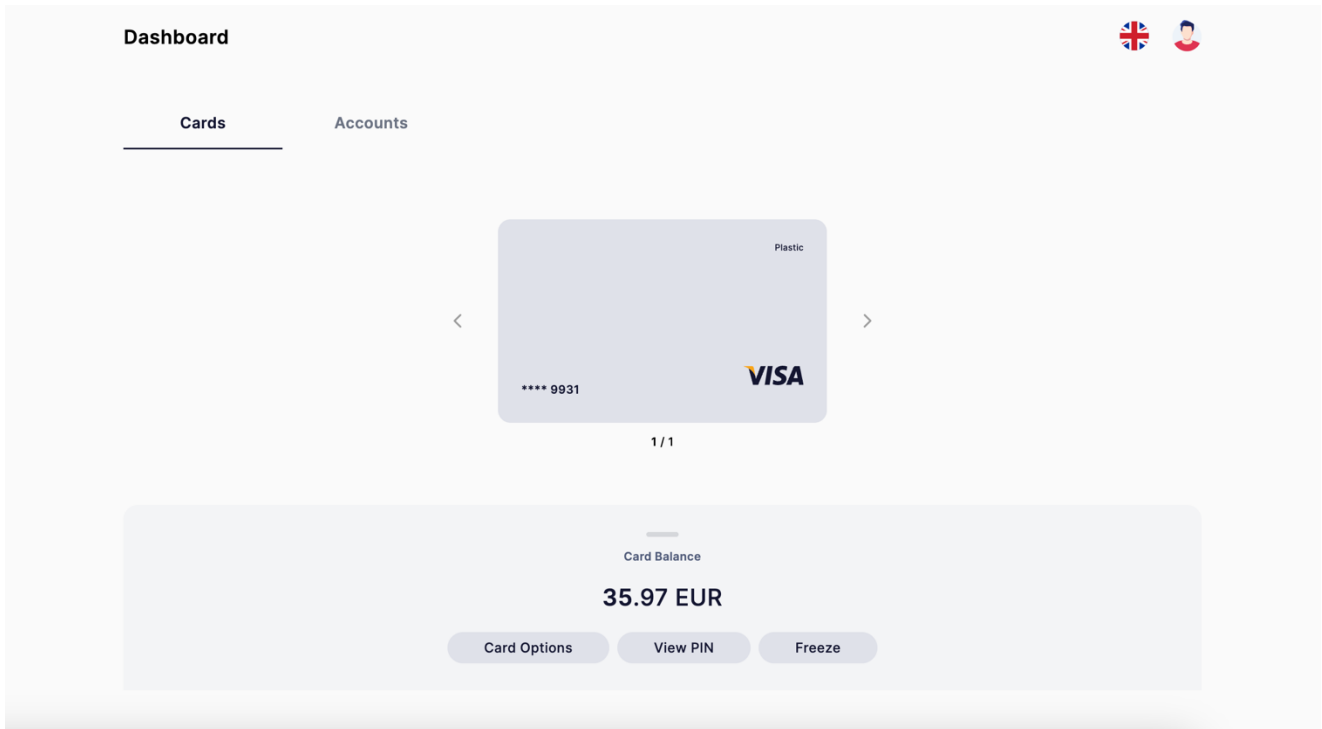 Dashboard
Cards Accounts
Plastic
VISA
**** 9931
1 / 1
Card Balance
35.97 EUR
Card Options View PIN Freeze